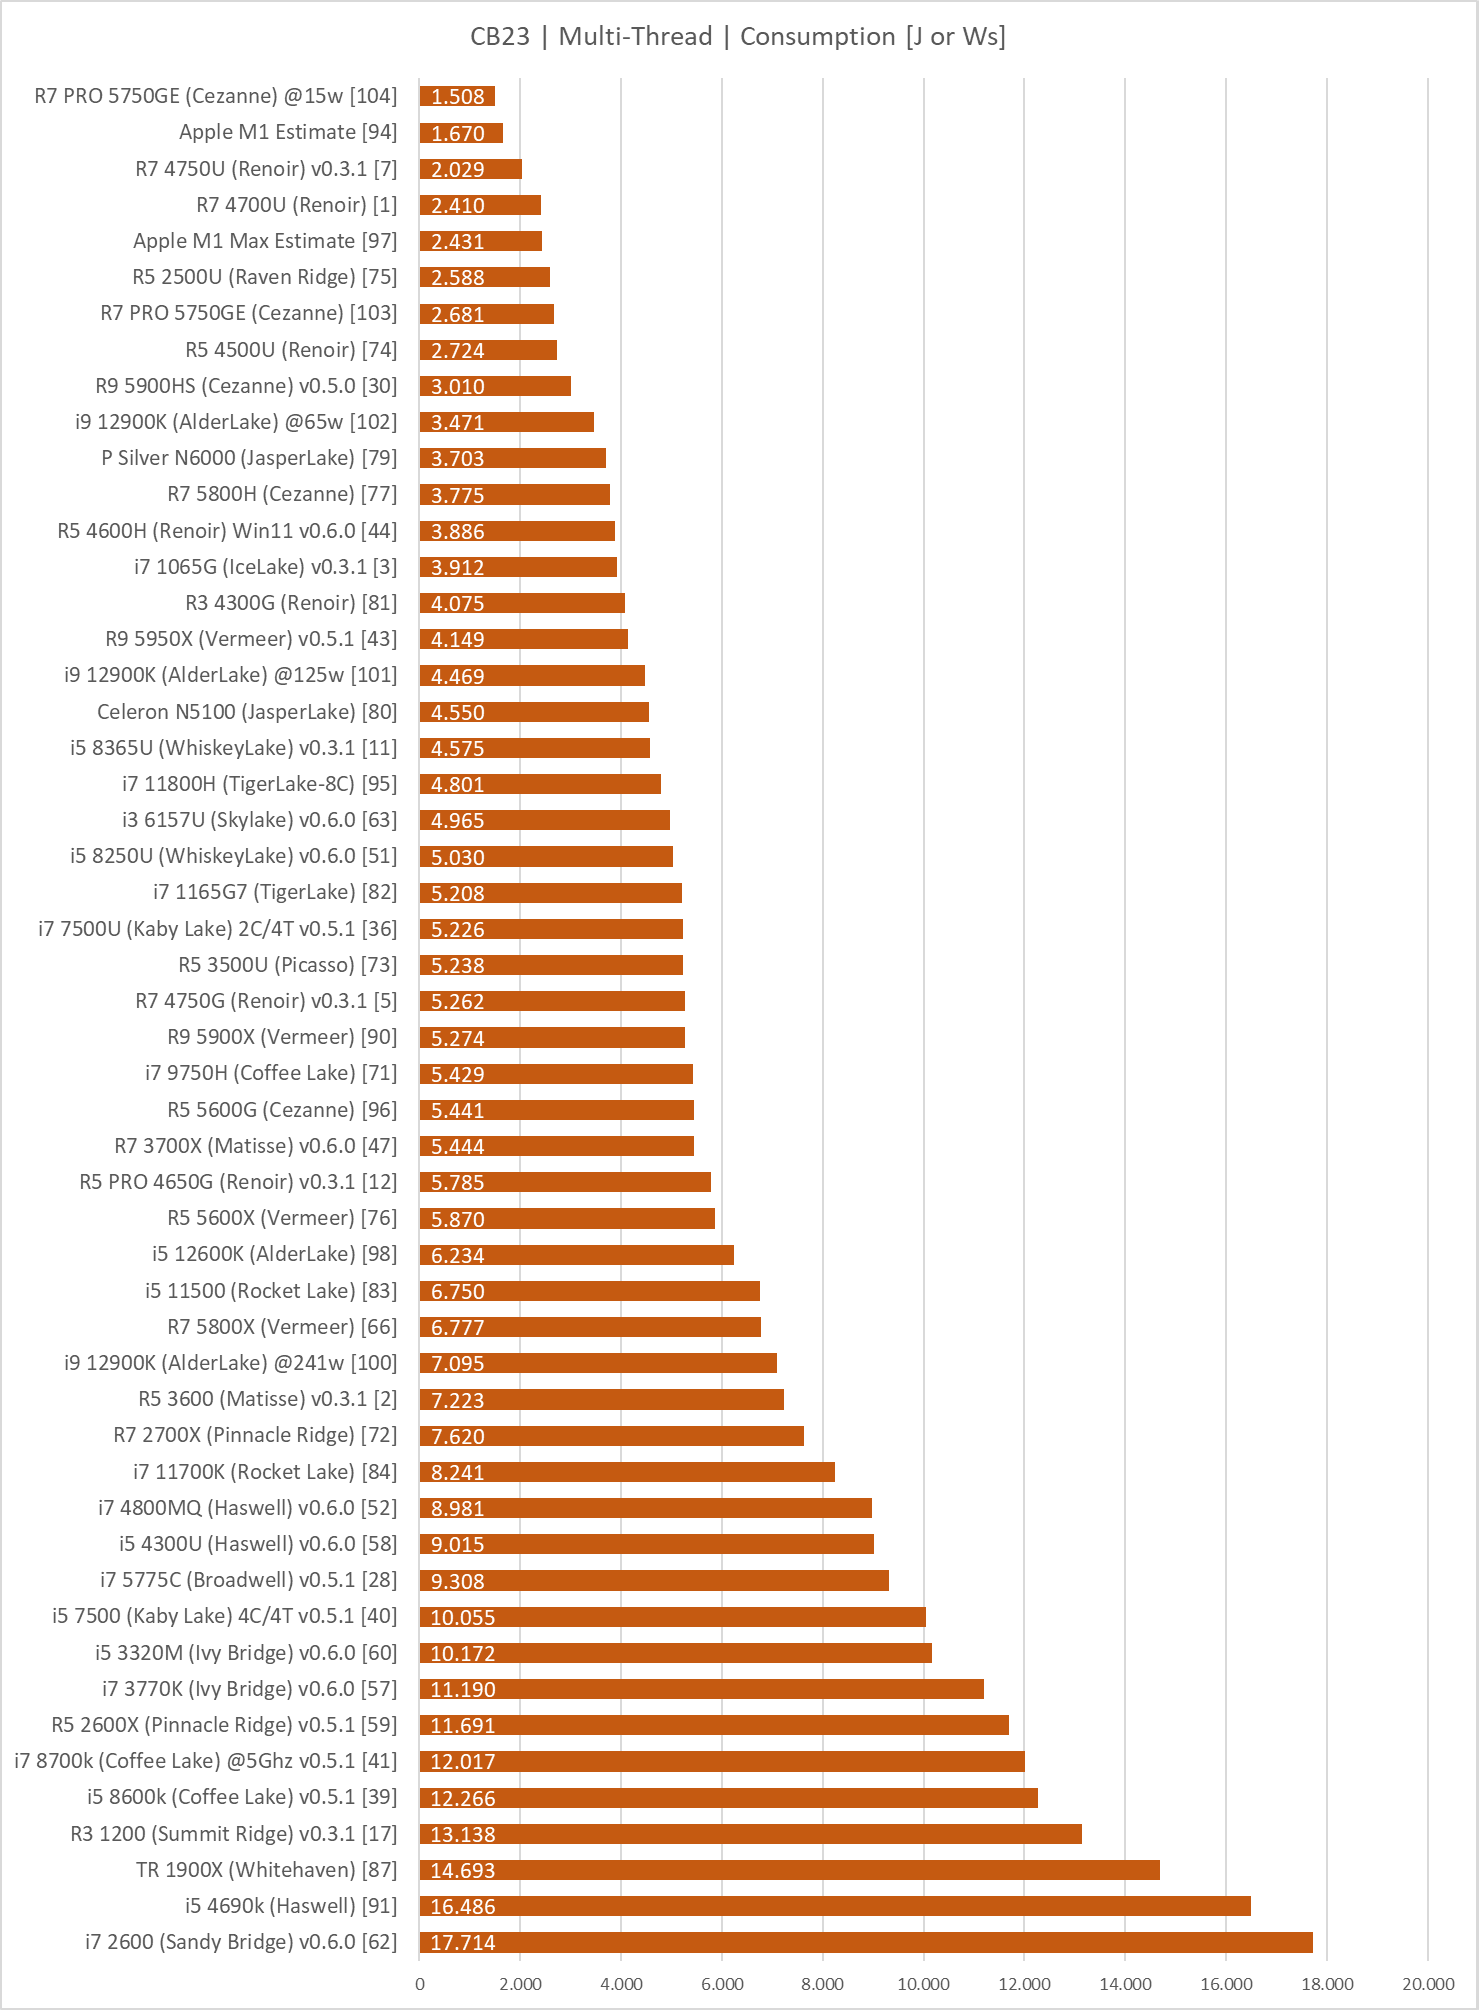 CB23 | Multi-Thread | Consumption [J or Ws]
R7 PRO 5750GE (Cezanne) @15w [104] 1.508
Apple M1 Estimate [94] 1.670
R7 4750U (Renoir) v0.3.1 [7] 2.029
R7 4700U (Renoir) [1] 2.410
Apple M1 Max Estimate [97] 2.431
R5 2500U (Raven Ridge) [75] 2.588
R7 PRO 5750GE (Cezanne) [103] 2.681
R5 4500U (Renoir) [74] 2.724
R9 5900HS (Cezanne) v0.5.0 [30] 3.010
i9 12900K (AlderLake) @65w [102] 3.471
P Silver N6000 (JasperLake) [79] 3.703
R7 5800H (Cezanne) [77] 3.775
R5 4600H (Renoir) Win11 v0.6.0 [44] 3.886
i7 1065G (IceLake) v0.3.1 [3] 3.912
R3 4300G (Renoir) [81] 4.075
R9 5950X (Vermeer) v0.5.1 [43] 4.149
i9 12900K (AlderLake) @125w [101] 4.469
Celeron N5100 (JasperLake) [80] 4.550
i5 8365U (WhiskeyLake) v0.3.1 [11] 4.575
i7 11800H (TigerLake-8C) [95] 4.801
i3 6157U (Skylake) v0.6.0 [63] 4.965
i5 8250U (WhiskeyLake) v0.6.0 [51] 5.030
i7 1165G7 (TigerLake) [82] 5.208
i7 7500U (Kaby Lake) 2C/4T v0.5.1 [36] 5.226
R5 3500U (Picasso) [73] 5.238
R7 4750G (Renoir) v0.3.1 [5] 5.262
R9 5900X (Vermeer) [90] 5.274
i7 9750H (Coffee Lake) [71] 5.429
R5 5600G (Cezanne) [96] 5.441
R7 3700X (Matisse) v0.6.0 [47] 5.444
R5 PRO 4650G (Renoir) v0.3.1 [12] 5.785
R5 5600X (Vermeer) [76] 5.870
i5 12600K (AlderLake) [98] 6.234
i5 11500 (Rocket Lake) [83] 6.750
R7 5800X (Vermeer) [66] 6.777
i9 12900K (AlderLake) @241w [100] 7.095
R5 3600 (Matisse) v0.3.1 [2] 7.223
R7 2700X (Pinnacle Ridge) [72] 7.620
i7 11700K (Rocket Lake) [84] 8.241
i7 4800MQ (Haswell) v0.6.0 [52] 8.981
i5 4300U (Haswell) v0.6.0 [58] 9.015
i7 5775C (Broadwell) v0.5.1 [28] 9.308
i5 7500 (Kaby Lake) 4C/4T v0.5.1 [40] 10.055
i5 3320M (Ivy Bridge) v0.6.0 [60] 10.172
i7 3770K (Ivy Bridge) v0.6.0 [57] 11.190
R5 2600X (Pinnacle Ridge) v0.5.1 [59] 11.691
i7 8700k (Coffee Lake) @5Ghz v0.5.1 [41] 12.017
i5 8600k (Coffee Lake) v0.5.1 [39] 12.266
R3 1200 (Summit Ridge) v0.3.1 [17] 13.138
TR 1900X (Whitehaven) [87] 14.693
i5 4690k (Haswell) [91] 16.486
i7 2600 (Sandy Bridge) v0.6.0 [62] 17.714
0 2.000 4.000 6.000 8.000 10.000 12.000 14.000 16.000 18.000 20.000